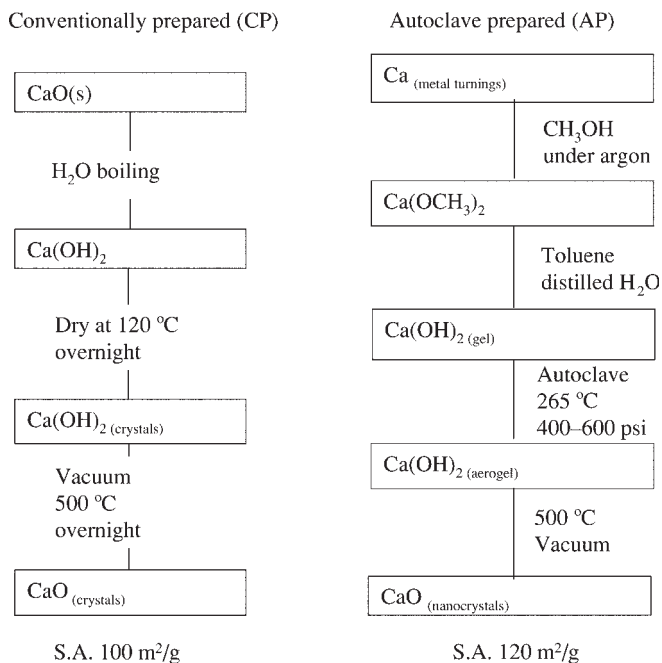 Conventionally prepared (CP)
CaO(s)
H₂O boiling
Ca(OH)₂
Dry at 120 °C
overnight
Ca(OH)₂ (crystals)
Vacuum
500 °C
overnight
CaO (crystals)
S.A. 100 m²/g
Autoclave prepared (AP)
Ca (metal turnings)
CH₃OH
under argon
Ca(OCH₃)₂
Toluene
distilled H₂O
Ca(OH)₂ (gel)
Autoclave
265 °C
400–600 psi
Ca(OH)₂ (aerogel)
500 °C
Vacuum
CaO (nanocrystals)
S.A. 120 m²/g